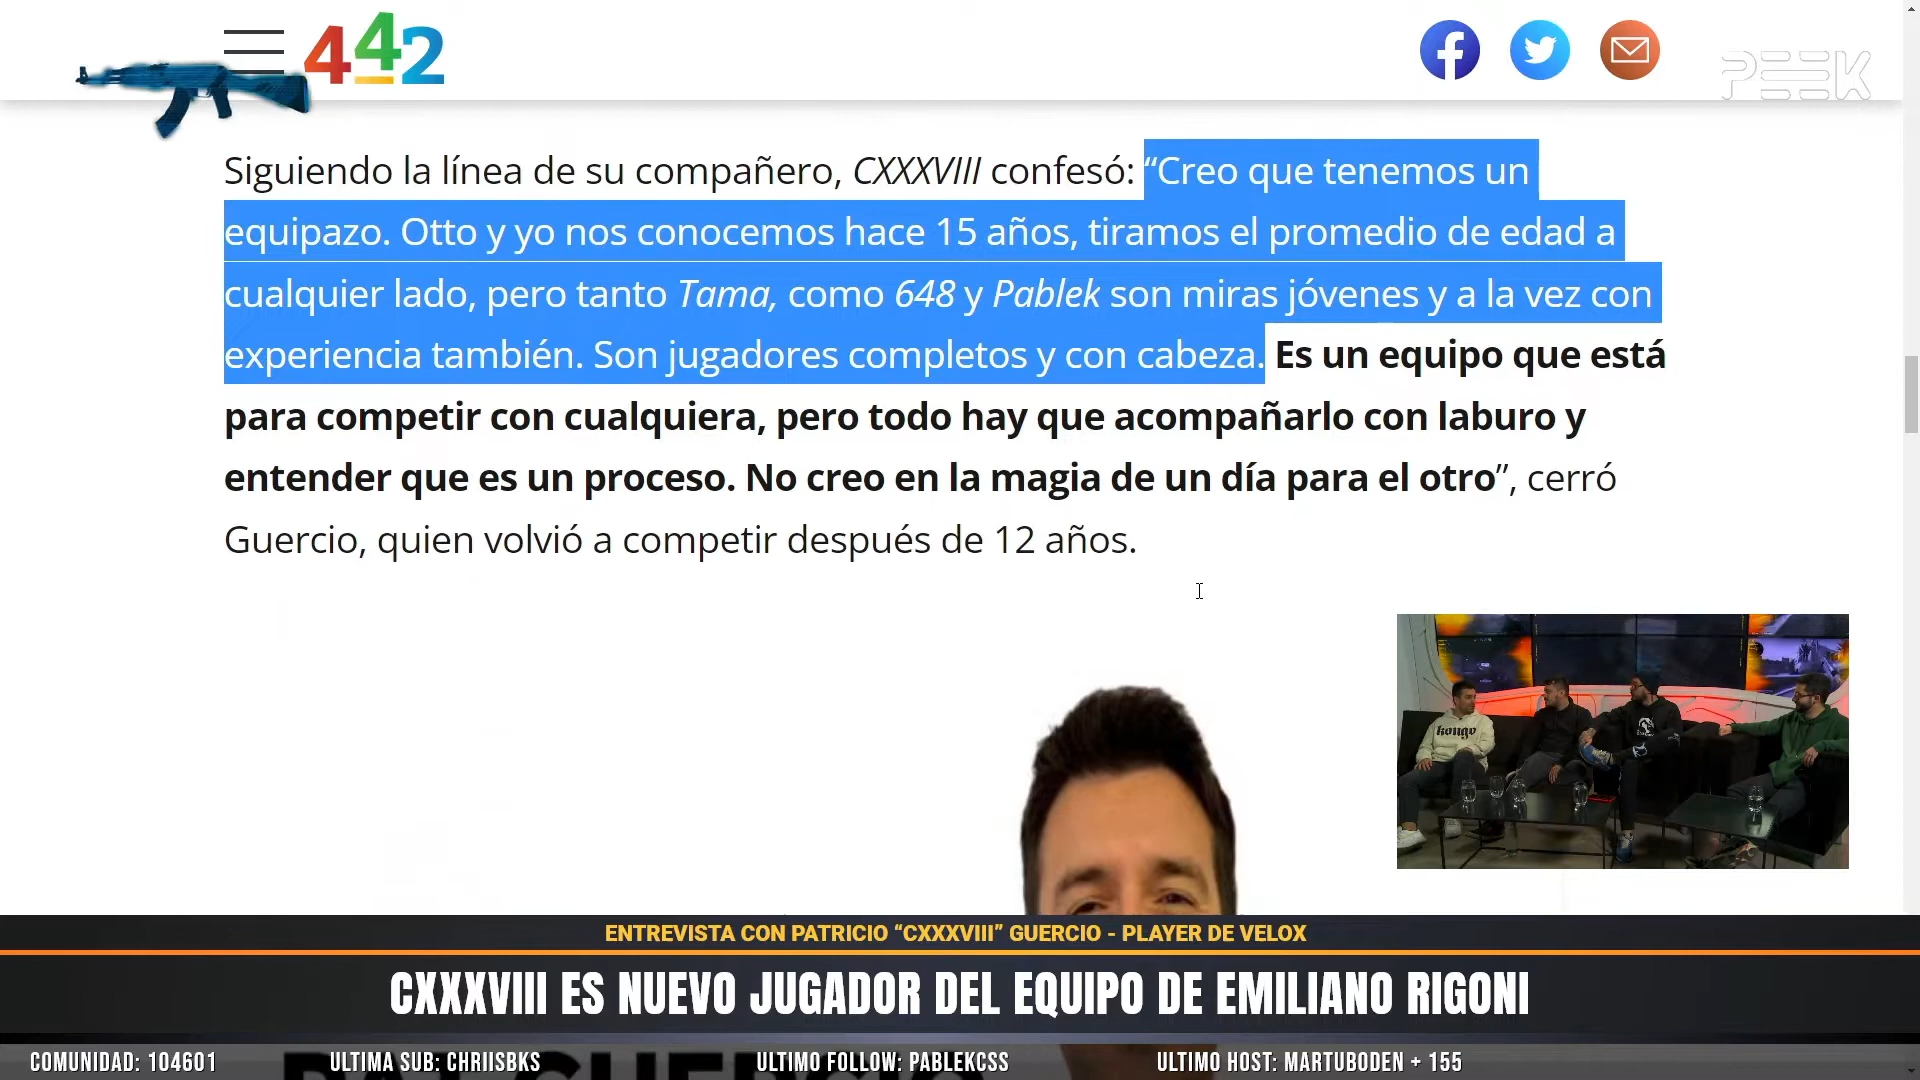 442
PEEK
Siguiendo la línea de su compañero, CXXXVIII confesó: “Creo que tenemos un
equipazo. Otto y yo nos conocemos hace 15 años, tiramos el promedio de edad a
cualquier lado, pero tanto Tama, como 648 y Pablek son miras jóvenes y a la vez con
experiencia también. Son jugadores completos y con cabeza. Es un equipo que está
para competir con cualquiera, pero todo hay que acompañarlo con laburo y
entender que es un proceso. No creo en la magia de un día para el otro”, cerró
Guercio, quien volvió a competir después de 12 años.
kongo
ENTREVISTA CON PATRICIO “CXXXVIII” GUERCIO - PLAYER DE VELOX
CXXXVIII ES NUEVO JUGADOR DEL EQUIPO DE EMILIANO RIGONI
COMUNIDAD: 104601 ULTIMA SUB: CHRIISBKS ULTIMO FOLLOW: PABLEKCSS ULTIMO HOST: MARTUBODEN + 155